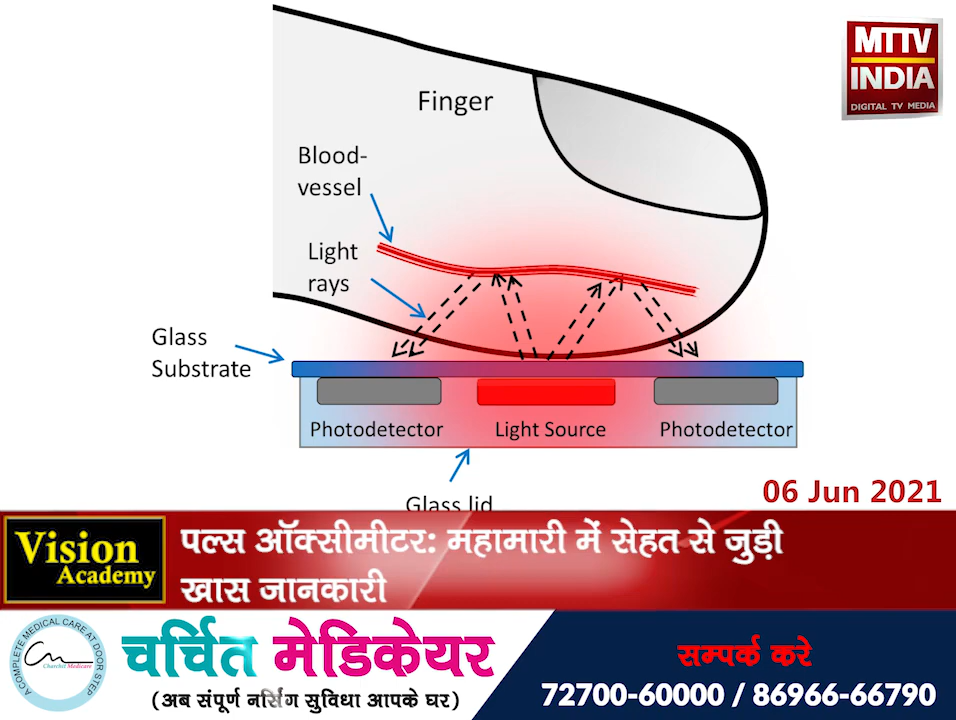 MTTV
INDIA
DIGITAL TV MEDIA
Finger
Blood-
vessel
Light
rays
Glass
Substrate
Photodetector
Light Source
Photodetector
Glass lid
06 Jun 2021
Vision
Academy
पल्स ऑक्सीमीटर: महामारी में सेहत से जुड़ी
खास जानकारी
A COMPLETE MEDICAL CARE AT DOOR STEP
Charchit Medicare
चर्चित मेडिकेयर
(अब संपूर्ण नर्सिंग सुविधा आपके घर)
सम्पर्क करे
72700-60000 / 86966-66790